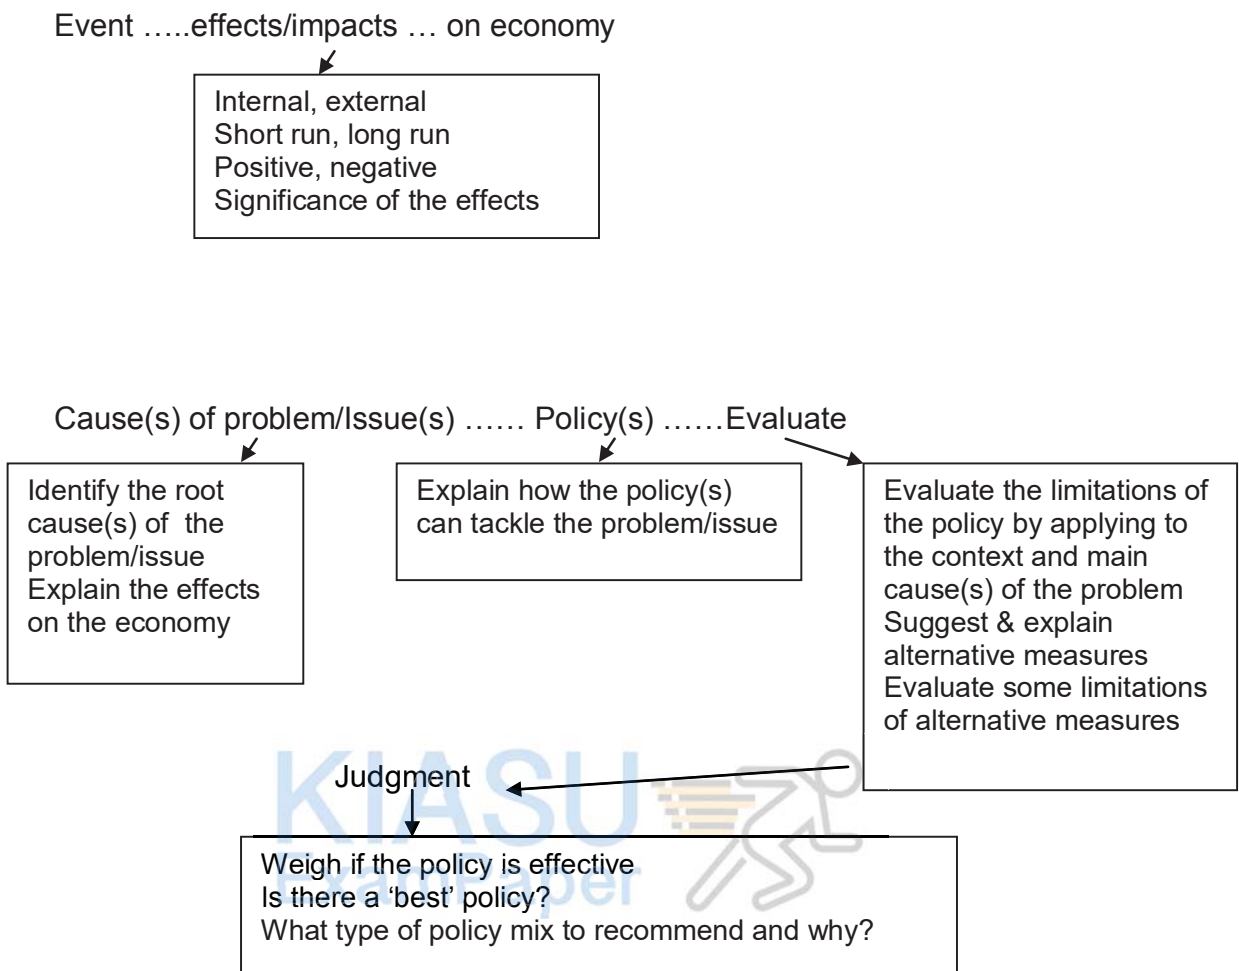 Event …..effects/impacts … on economy
Internal, external
Short run, long run
Positive, negative
Significance of the effects
Cause(s) of problem/Issue(s) …… Policy(s) ……Evaluate
Identify the root
cause(s) of the
problem/issue
Explain the effects
on the economy
Explain how the policy(s)
can tackle the problem/issue
Evaluate the limitations of
the policy by applying to
the context and main
cause(s) of the problem
Suggest & explain
alternative measures
Evaluate some limitations
of alternative measures
KIASU
ExamPaper
Judgment
Weigh if the policy is effective
Is there a ‘best’ policy?
What type of policy mix to recommend and why?